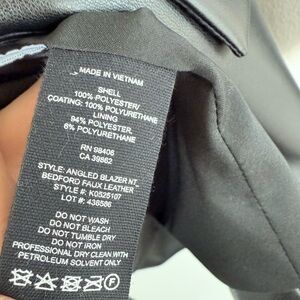 MADE IN VIETNAM
SHELL
100% POLYESTER/
COATING: 100% POLYURETHANE
LINING
94% POLYESTER/
6% POLYURETHANE
RN 98408
CA 39882
STYLE: ANGLED BLAZER NT
BEDFORD FAUX LEATHER
STYLE #: K0525107
LOT #: 438586
DO NOT WASH
DO NOT BLEACH
DO NOT TUMBLE DRY
DO NOT IRON
PROFESSIONAL DRY CLEAN WITH
PETROLEUM SOLVENT ONLY
F